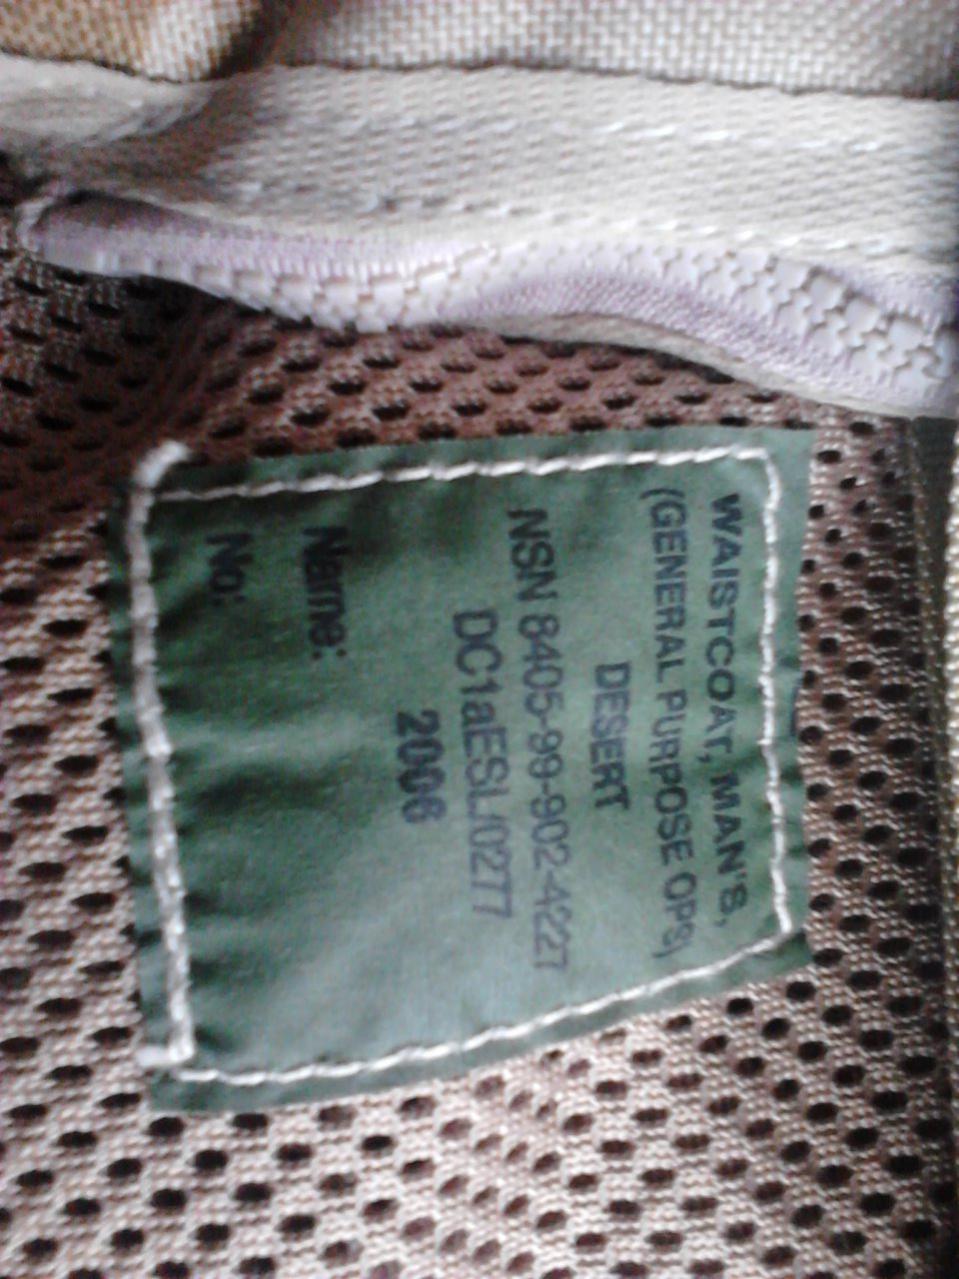 WAISTCOAT, MAN'S,
(GENERAL PURPOSE OPS)
DESERT
NSN 8405-99-902-4227
DC1aESL/0277
2006
Name:
No: